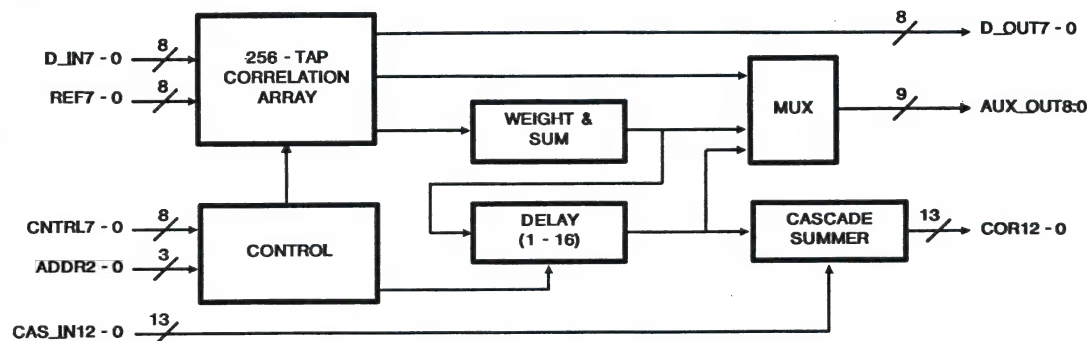 D_IN7 - 0
8
REF7 - 0
8
256 - TAP
CORRELATION
ARRAY
8
D_OUT7 - 0
WEIGHT &
SUM
MUX
9
AUX_OUT8:0
CNTRL7 - 0
8
ADDR2 - 0
3
CONTROL
DELAY
(1 - 16)
CASCADE
SUMMER
13
COR12 - 0
CAS_IN12 - 0
13